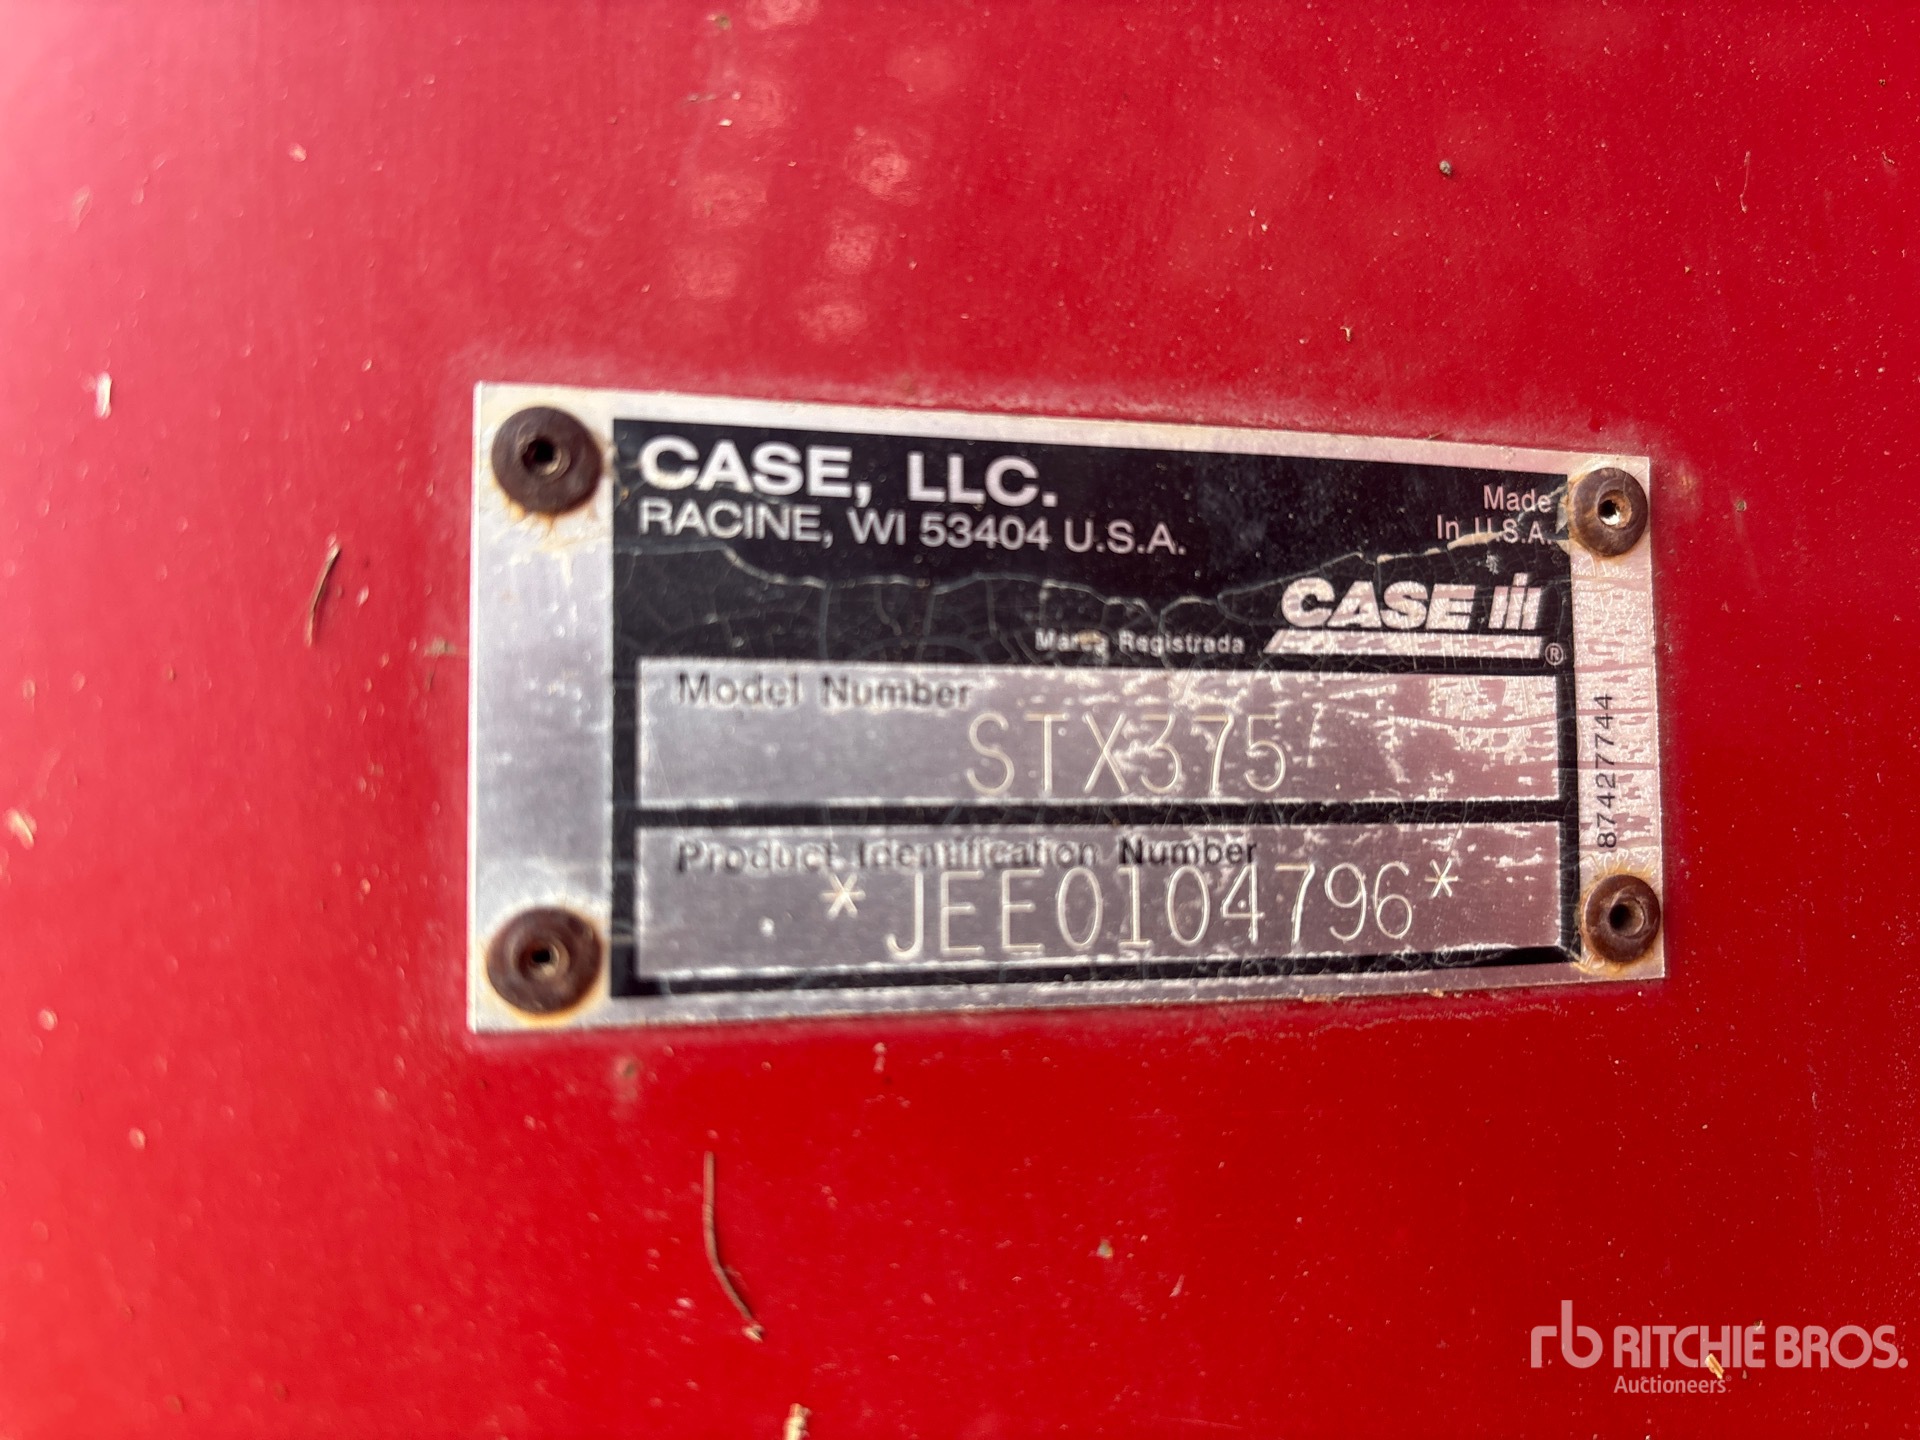 CASE, LLC.
RACINE, WI 53404 U.S.A.
Made
In U.S.A.
CASE IH
Marca Registrada
®
Model Number
STX375
87427744
Product Identification Number
*JEE0104796*
rb RITCHIE BROS.
Auctioneers